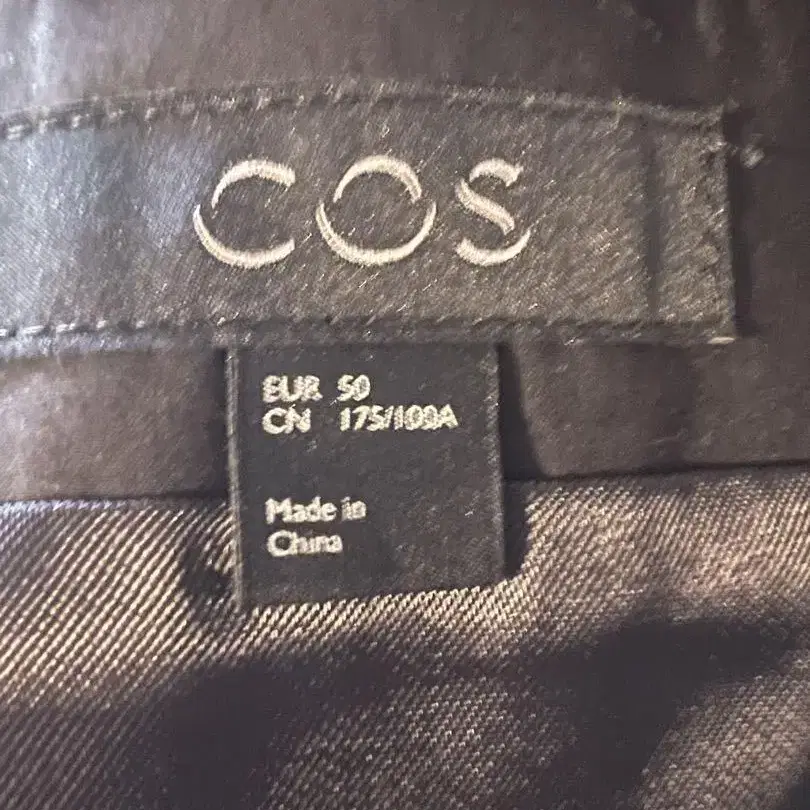 COS
EUR 50
CN 175/100A
Made in
China